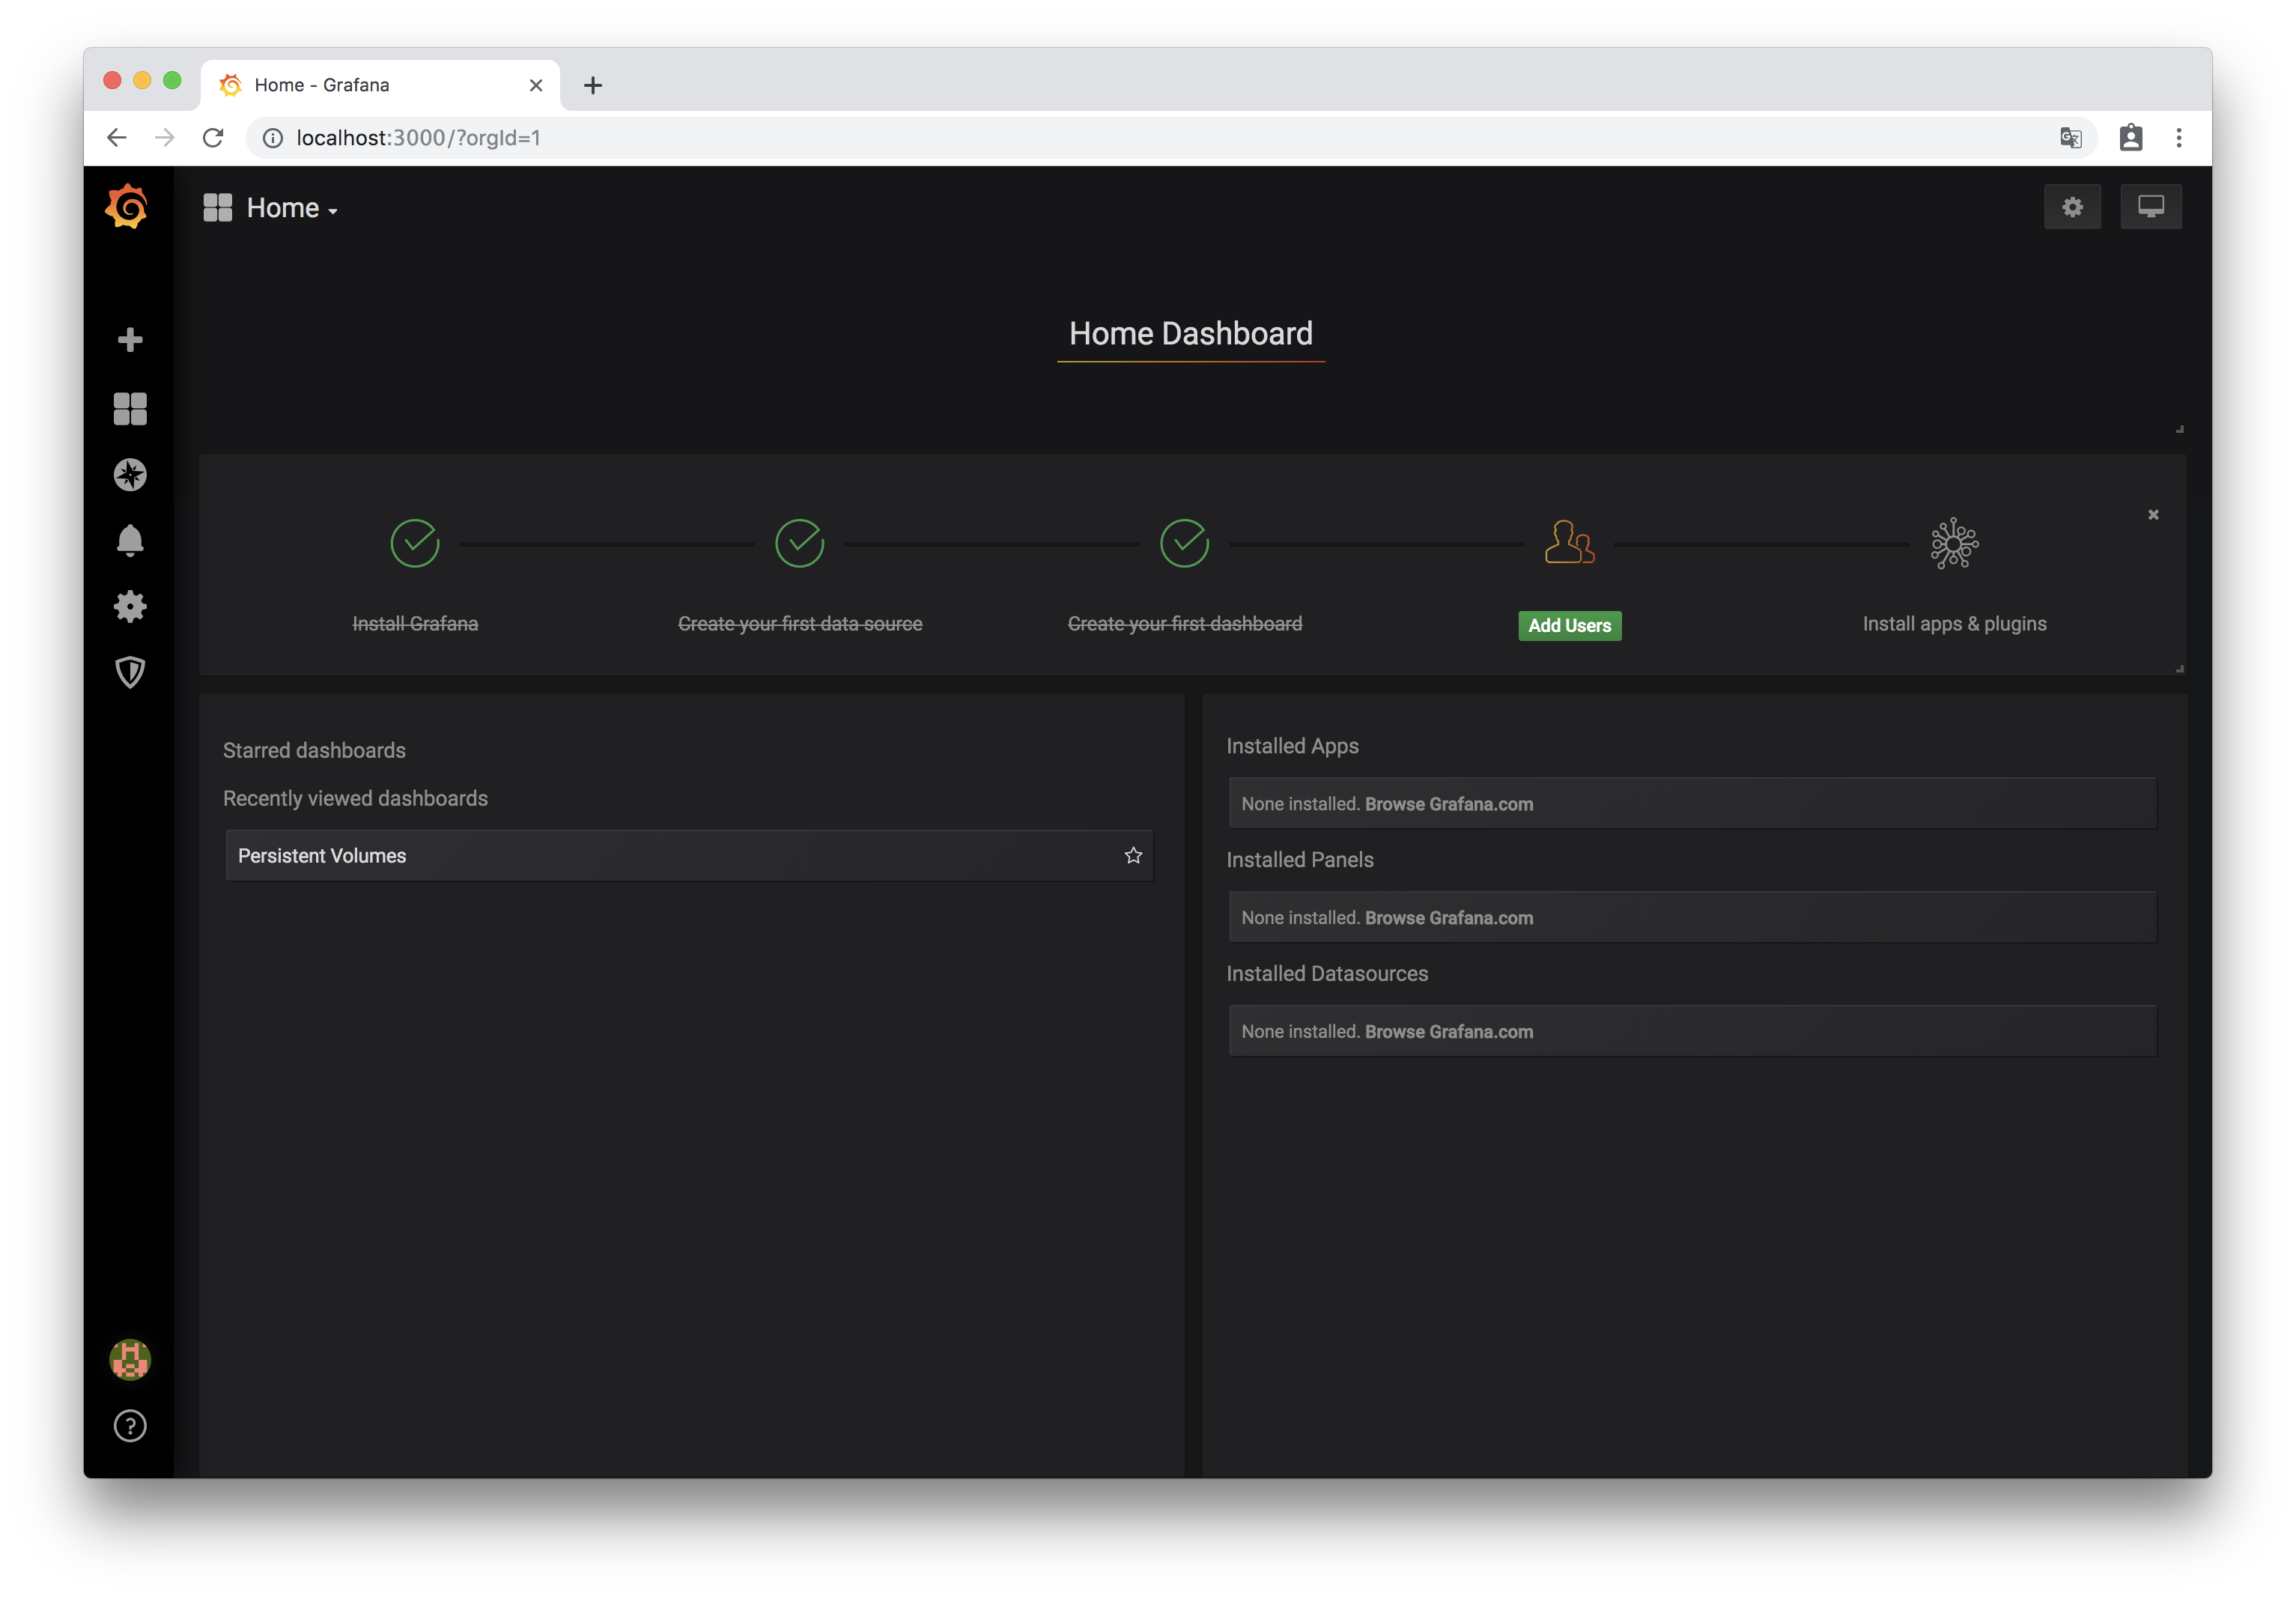 Home - Grafana
localhost:3000/?orgId=1
Home
Home Dashboard
Install Grafana
Create your first data source
Create your first dashboard
Add Users
Install apps & plugins
Starred dashboards
Recently viewed dashboards
Persistent Volumes
Installed Apps
None installed. Browse Grafana.com
Installed Panels
None installed. Browse Grafana.com
Installed Datasources
None installed. Browse Grafana.com